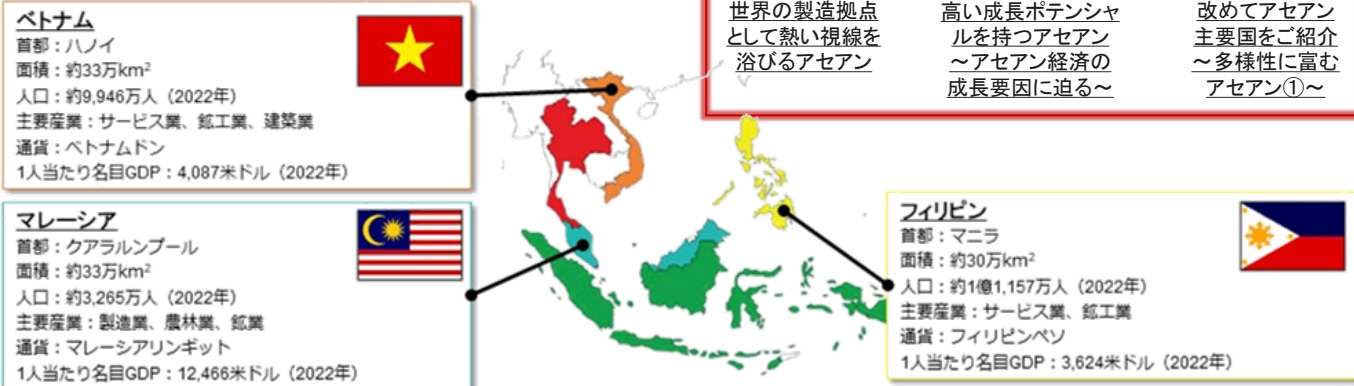 ベトナム
首都：ハノイ
面積：約33万km²
人口：約9,946万人（2022年）
主要産業：サービス業、鉱工業、建築業
通貨：ベトナムドン
1人当たり名目GDP：4,087米ドル（2022年）
世界の製造拠点
として熱い視線を
浴びるアセアン
高い成長ポテンシャ
ルを持つアセアン
～アセアン経済の
成長要因に迫る～
改めてアセアン
主要国をご紹介
～多様性に富む
アセアン①～
マレーシア
首都：クアラルンプール
面積：約33万km²
人口：約3,265万人（2022年）
主要産業：製造業、農林業、鉱業
通貨：マレーシアリンギット
1人当たり名目GDP：12,466米ドル（2022年）
フィリピン
首都：マニラ
面積：約30万km²
人口：約1億1,157万人（2022年）
主要産業：サービス業、鉱工業
通貨：フィリピンペソ
1人当たり名目GDP：3,624米ドル（2022年）